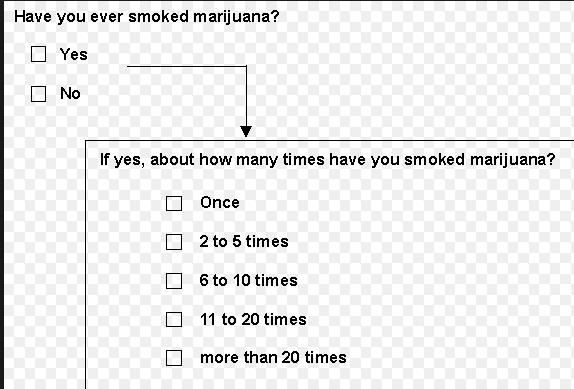 Have you ever smoked marijuana?
Yes
No
If yes, about how many times have you smoked marijuana?
Once
2 to 5 times
6 to 10 times
11 to 20 times
more than 20 times